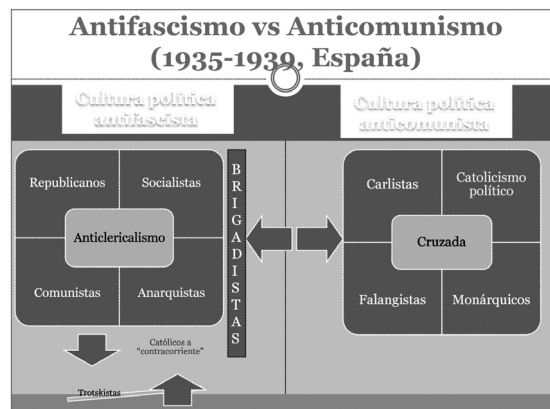 Antifascismo vs Anticomunismo
(1935-1939, España)
Cultura política
antifascista
Republicanos
Socialistas
Anticlericalismo
Comunistas
Anarquistas
BRIGADISTAS
Católicos a
"contracorriente"
Trotskistas
Cultura política
anticomunista
Carlistas
Catolicismo
político
Cruzada
Falangistas
Monárquicos